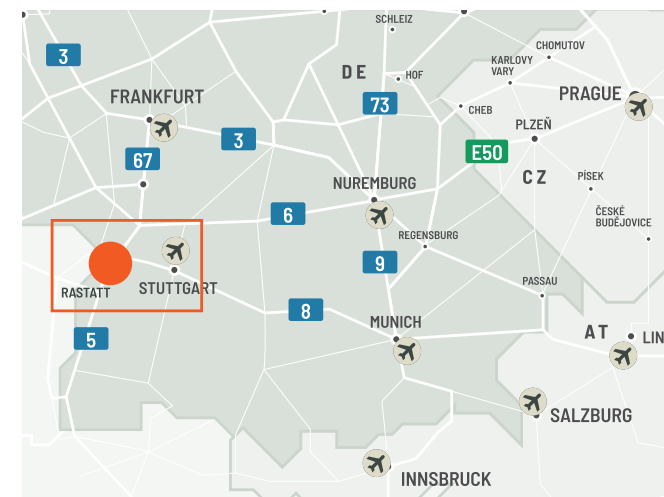 SCHLEIZ
3
DE
HOF
CHOMUTOV
KARLOVY
VARY
FRANKFURT
73
CHEB
PRAGUE
3
PLZEŇ
67
E50
NUREMBURG
CZ
PÍSEK
6
ČESKÉ
BUDĚJOVICE
REGENSBURG
9
RASTATT
STUTTGART
PASSAU
8
5
MUNICH
AT
LIN
SALZBURG
INNSBRUCK